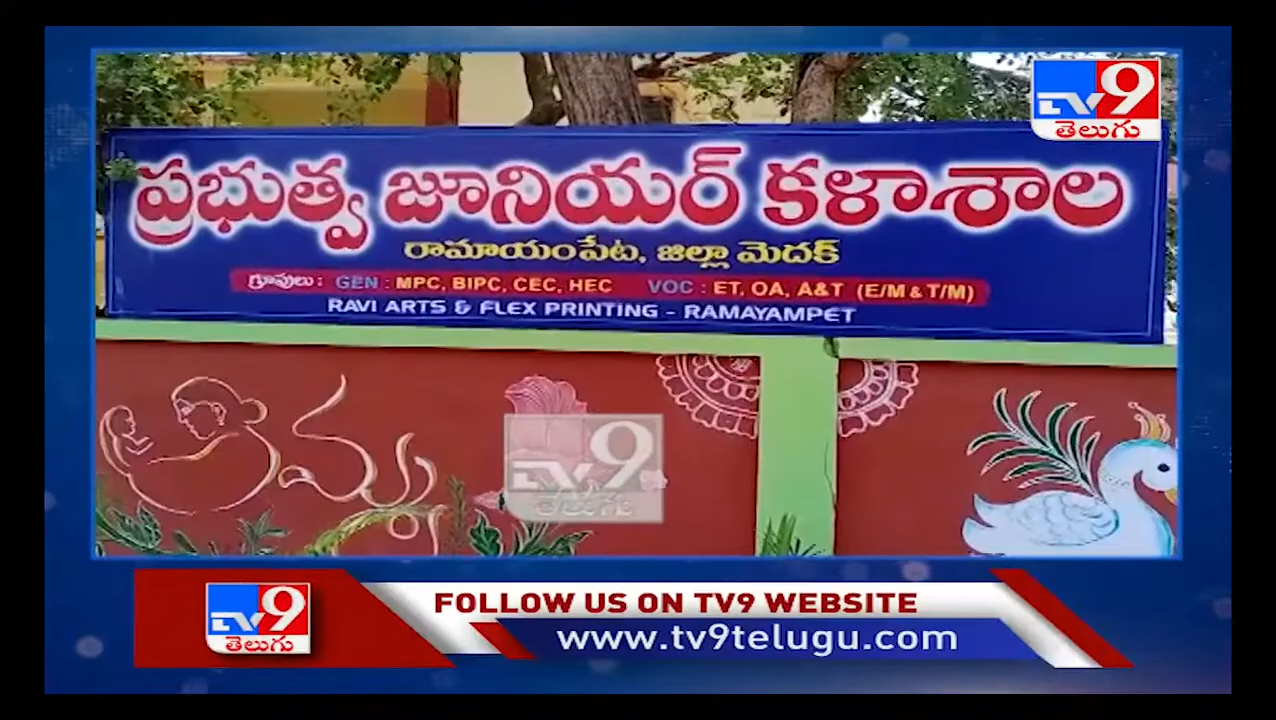 TV9
తెలుగు
ప్రభుత్వ జూనియర్ కళాశాల
రామాయంపేట, జిల్లా మెదక్
గ్రూపులు: GEN : MPC, BIPC, CEC, HEC VOC : ET, OA, A&T (E/M & T/M)
RAVI ARTS & FLEX PRINTING - RAMAYAMPET
అమ్మ
TV9
తెలుగు
TV9
తెలుగు
FOLLOW US ON TV9 WEBSITE
www.tv9telugu.com